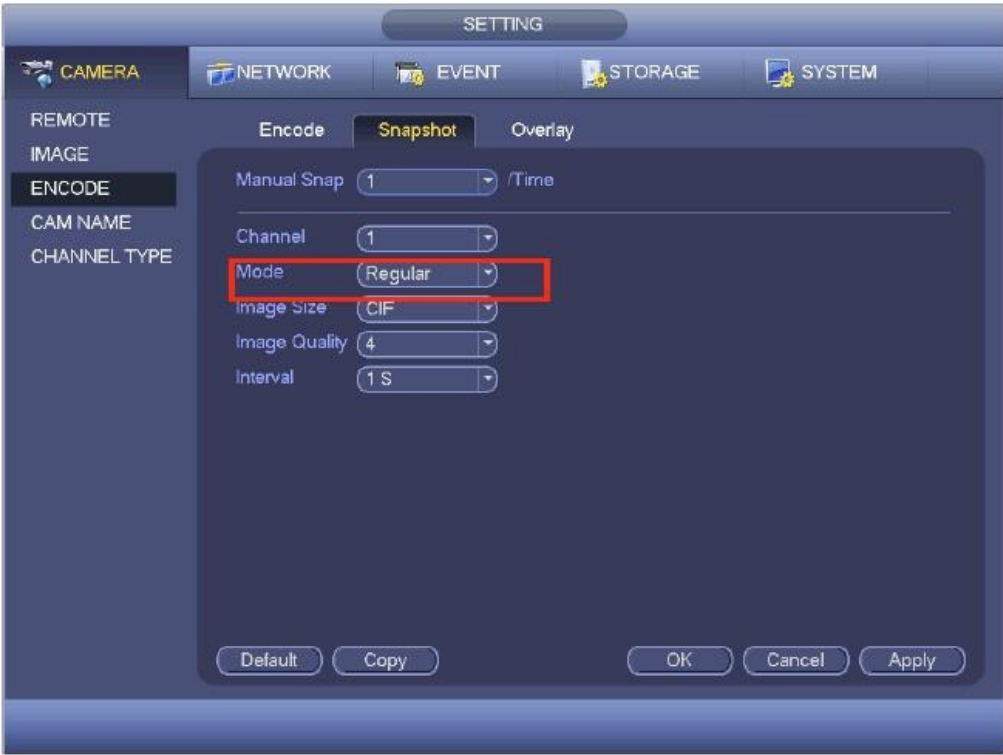 SETTING
CAMERA NETWORK EVENT STORAGE SYSTEM
REMOTE
IMAGE
ENCODE
CAM NAME
CHANNEL TYPE
Encode Snapshot Overlay
Manual Snap 1 /Time
Channel 1
Mode Regular
Image Size CIF
Image Quality 4
Interval 1 S
Default Copy OK Cancel Apply